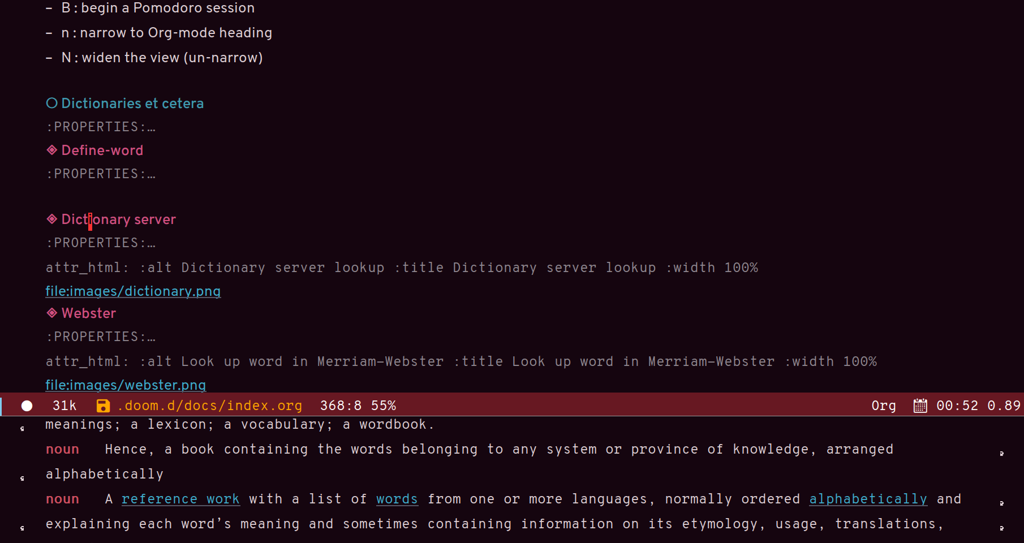 – B : begin a Pomodoro session
– n : narrow to Org-mode heading
– N : widen the view (un-narrow)
Dictionaries et cetera
:PROPERTIES:…
Define-word
:PROPERTIES:…
Dictionary server
:PROPERTIES:…
attr_html: :alt Dictionary server lookup :title Dictionary server lookup :width 100%
file:images/dictionary.png
Webster
:PROPERTIES:…
attr_html: :alt Look up word in Merriam-Webster :title Look up word in Merriam-Webster :width 100%
file:images/webster.png
31k .doom.d/docs/index.org 368:8 55% Org 00:52 0.89
meanings; a lexicon; a vocabulary; a wordbook.
noun Hence, a book containing the words belonging to any system or province of knowledge, arranged
alphabetically
noun A reference work with a list of words from one or more languages, normally ordered alphabetically and
explaining each word’s meaning and sometimes containing information on its etymology, usage, translations,